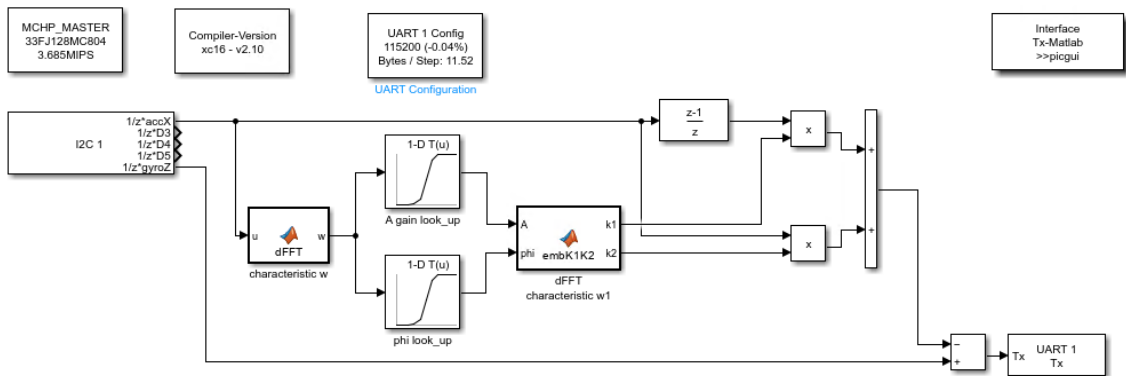 MCHP_MASTER
33FJ128MC804
3.685MIPS
Compiler-Version
xc16 - v2.10
UART 1 Config
115200 (-0.04%)
Bytes / Step: 11.52
UART Configuration
Interface
Tx-Matlab
>>picgui
I2C 1
1/z*accX
1/z*D3
1/z*D4
1/z*D5
1/z*gyroZ
z-1
z
x
+
1-D T(u)
A gain look_up
u
w
dFFT
characteristic w
A
phi
embK1K2
k1
k2
dFFT
characteristic w1
x
+
1-D T(u)
phi look_up
−
+
Tx
UART 1
Tx